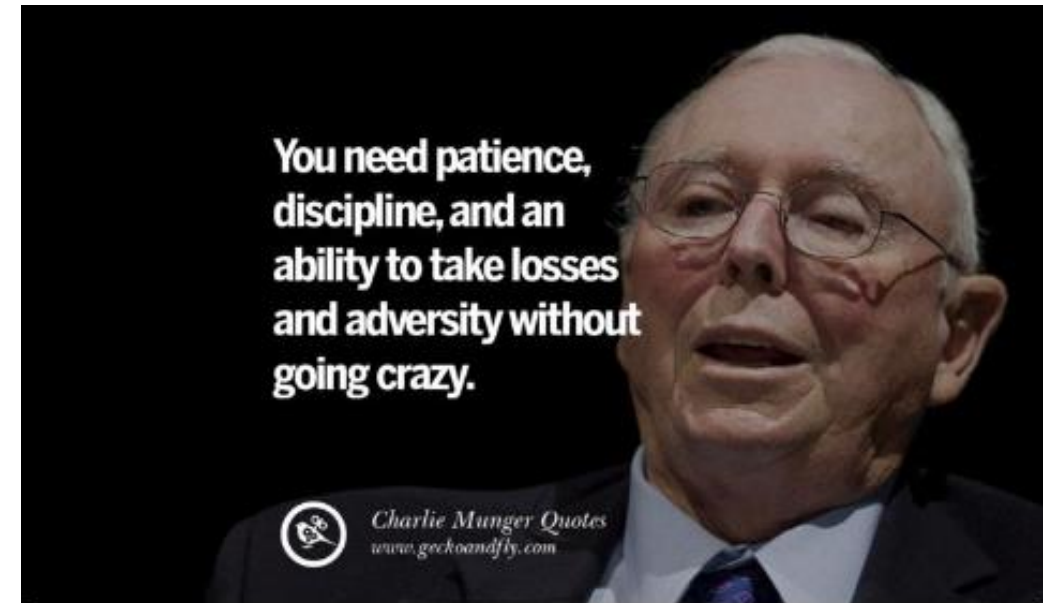 You need patience,
discipline, and an
ability to take losses
and adversity without
going crazy.
Charlie Munger Quotes
www.geckoandfly.com